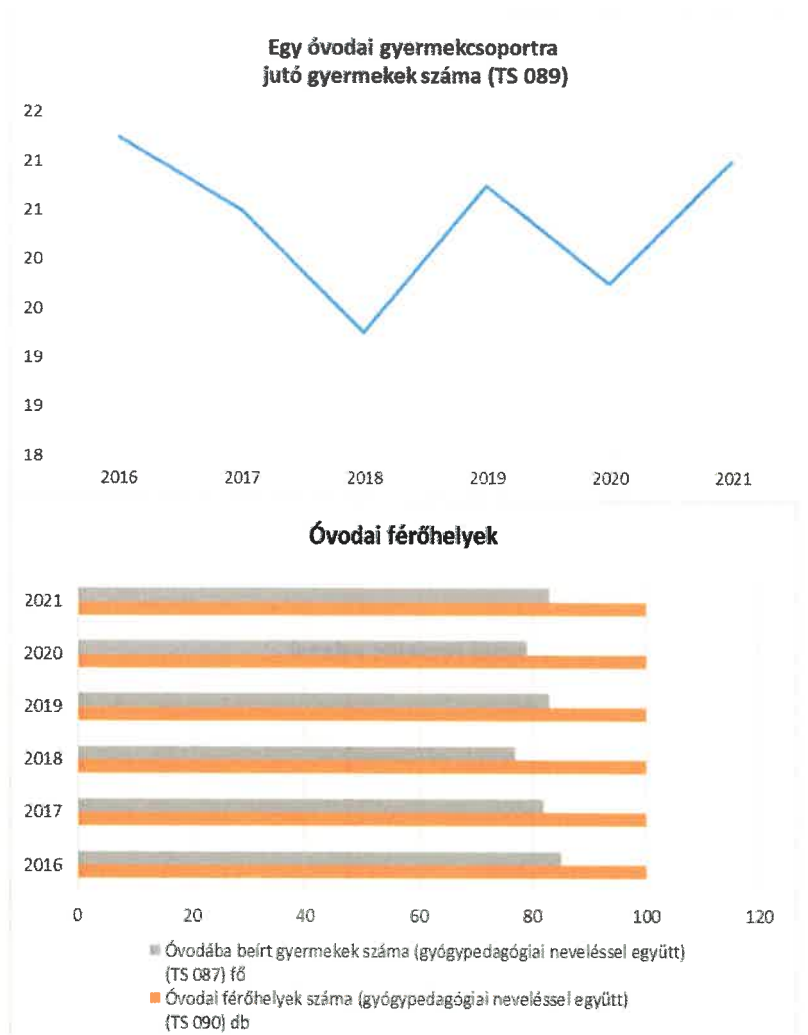 Egy óvodai gyermekcsoportra
jutó gyermekek száma (TS 089)
22
21
21
20
20
19
19
18
2016 2017 2018 2019 2020 2021
Óvodai férőhelyek
2021
2020
2019
2018
2017
2016
0 20 40 60 80 100 120
Óvodába beírt gyermekek száma (gyógypedagógiai neveléssel együtt)
(TS 087) fő
Óvodai férőhelyek száma (gyógypedagógiai neveléssel együtt)
(TS 090) db